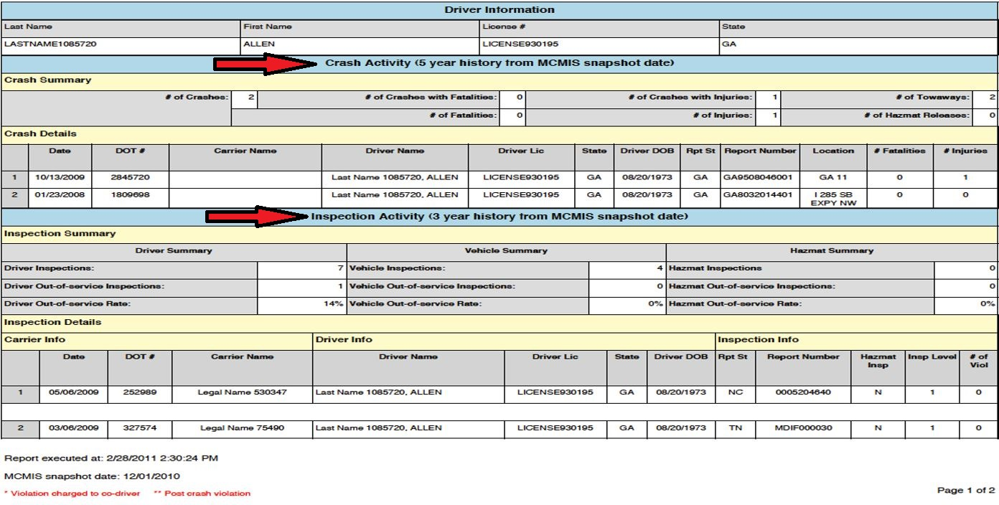 Driver Information
Last Name First Name License # State
LASTNAME1085720 ALLEN LICENSE930195 GA
Crash Activity (5 year history from MCMIS snapshot date)
Crash Summary
# of Crashes: 2 # of Crashes with Fatalities: 0 # of Crashes with Injuries: 1 # of Towaways: 2
# of Fatalities: 0 # of Injuries: 1 # of Hazmat Releases: 0
Crash Details
Date DOT # Carrier Name Driver Name Driver Lic State Driver DOB Rpt St Report Number Location # Fatalities # Injuries
1 10/13/2009 2845720 Last Name 1085720, ALLEN LICENSE930195 GA 08/20/1973 GA GA9508046001 GA 11 0 1
2 01/23/2008 1809698 Last Name 1085720, ALLEN LICENSE930195 GA 08/20/1973 GA GA8032014401 I 285 SB 0 0
EXPY NW
Inspection Activity (3 year history from MCMIS snapshot date)
Inspection Summary
Driver Summary Vehicle Summary Hazmat Summary
Driver Inspections: 7 Vehicle Inspections: 4 Hazmat Inspections 0
Driver Out-of-service Inspections: 1 Vehicle Out-of-service Inspections: 0 Hazmat Out-of-service Inspections: 0
Driver Out-of-service Rate: 14% Vehicle Out-of-service Rate: 0% Hazmat Out-of-service Rate: 0%
Inspection Details
Carrier Info Driver Info Inspection Info
Date DOT # Carrier Name Driver Name Driver Lic State Driver DOB Rpt St Report Number Hazmat Insp Level # of
Insp Viol
1 05/06/2009 252989 Legal Name 530347 Last Name 1085720, ALLEN LICENSE930195 GA 08/20/1973 NC 0005204640 N 1 0
2 03/06/2009 327574 Legal Name 75490 Last Name 1085720, ALLEN LICENSE930195 GA 08/20/1973 TN MDIF000030 N 1 0
Report executed at: 2/28/2011 2:30:24 PM
MCMIS snapshot date: 12/01/2010
* Violation charged to co-driver ** Post crash violation
Page 1 of 2